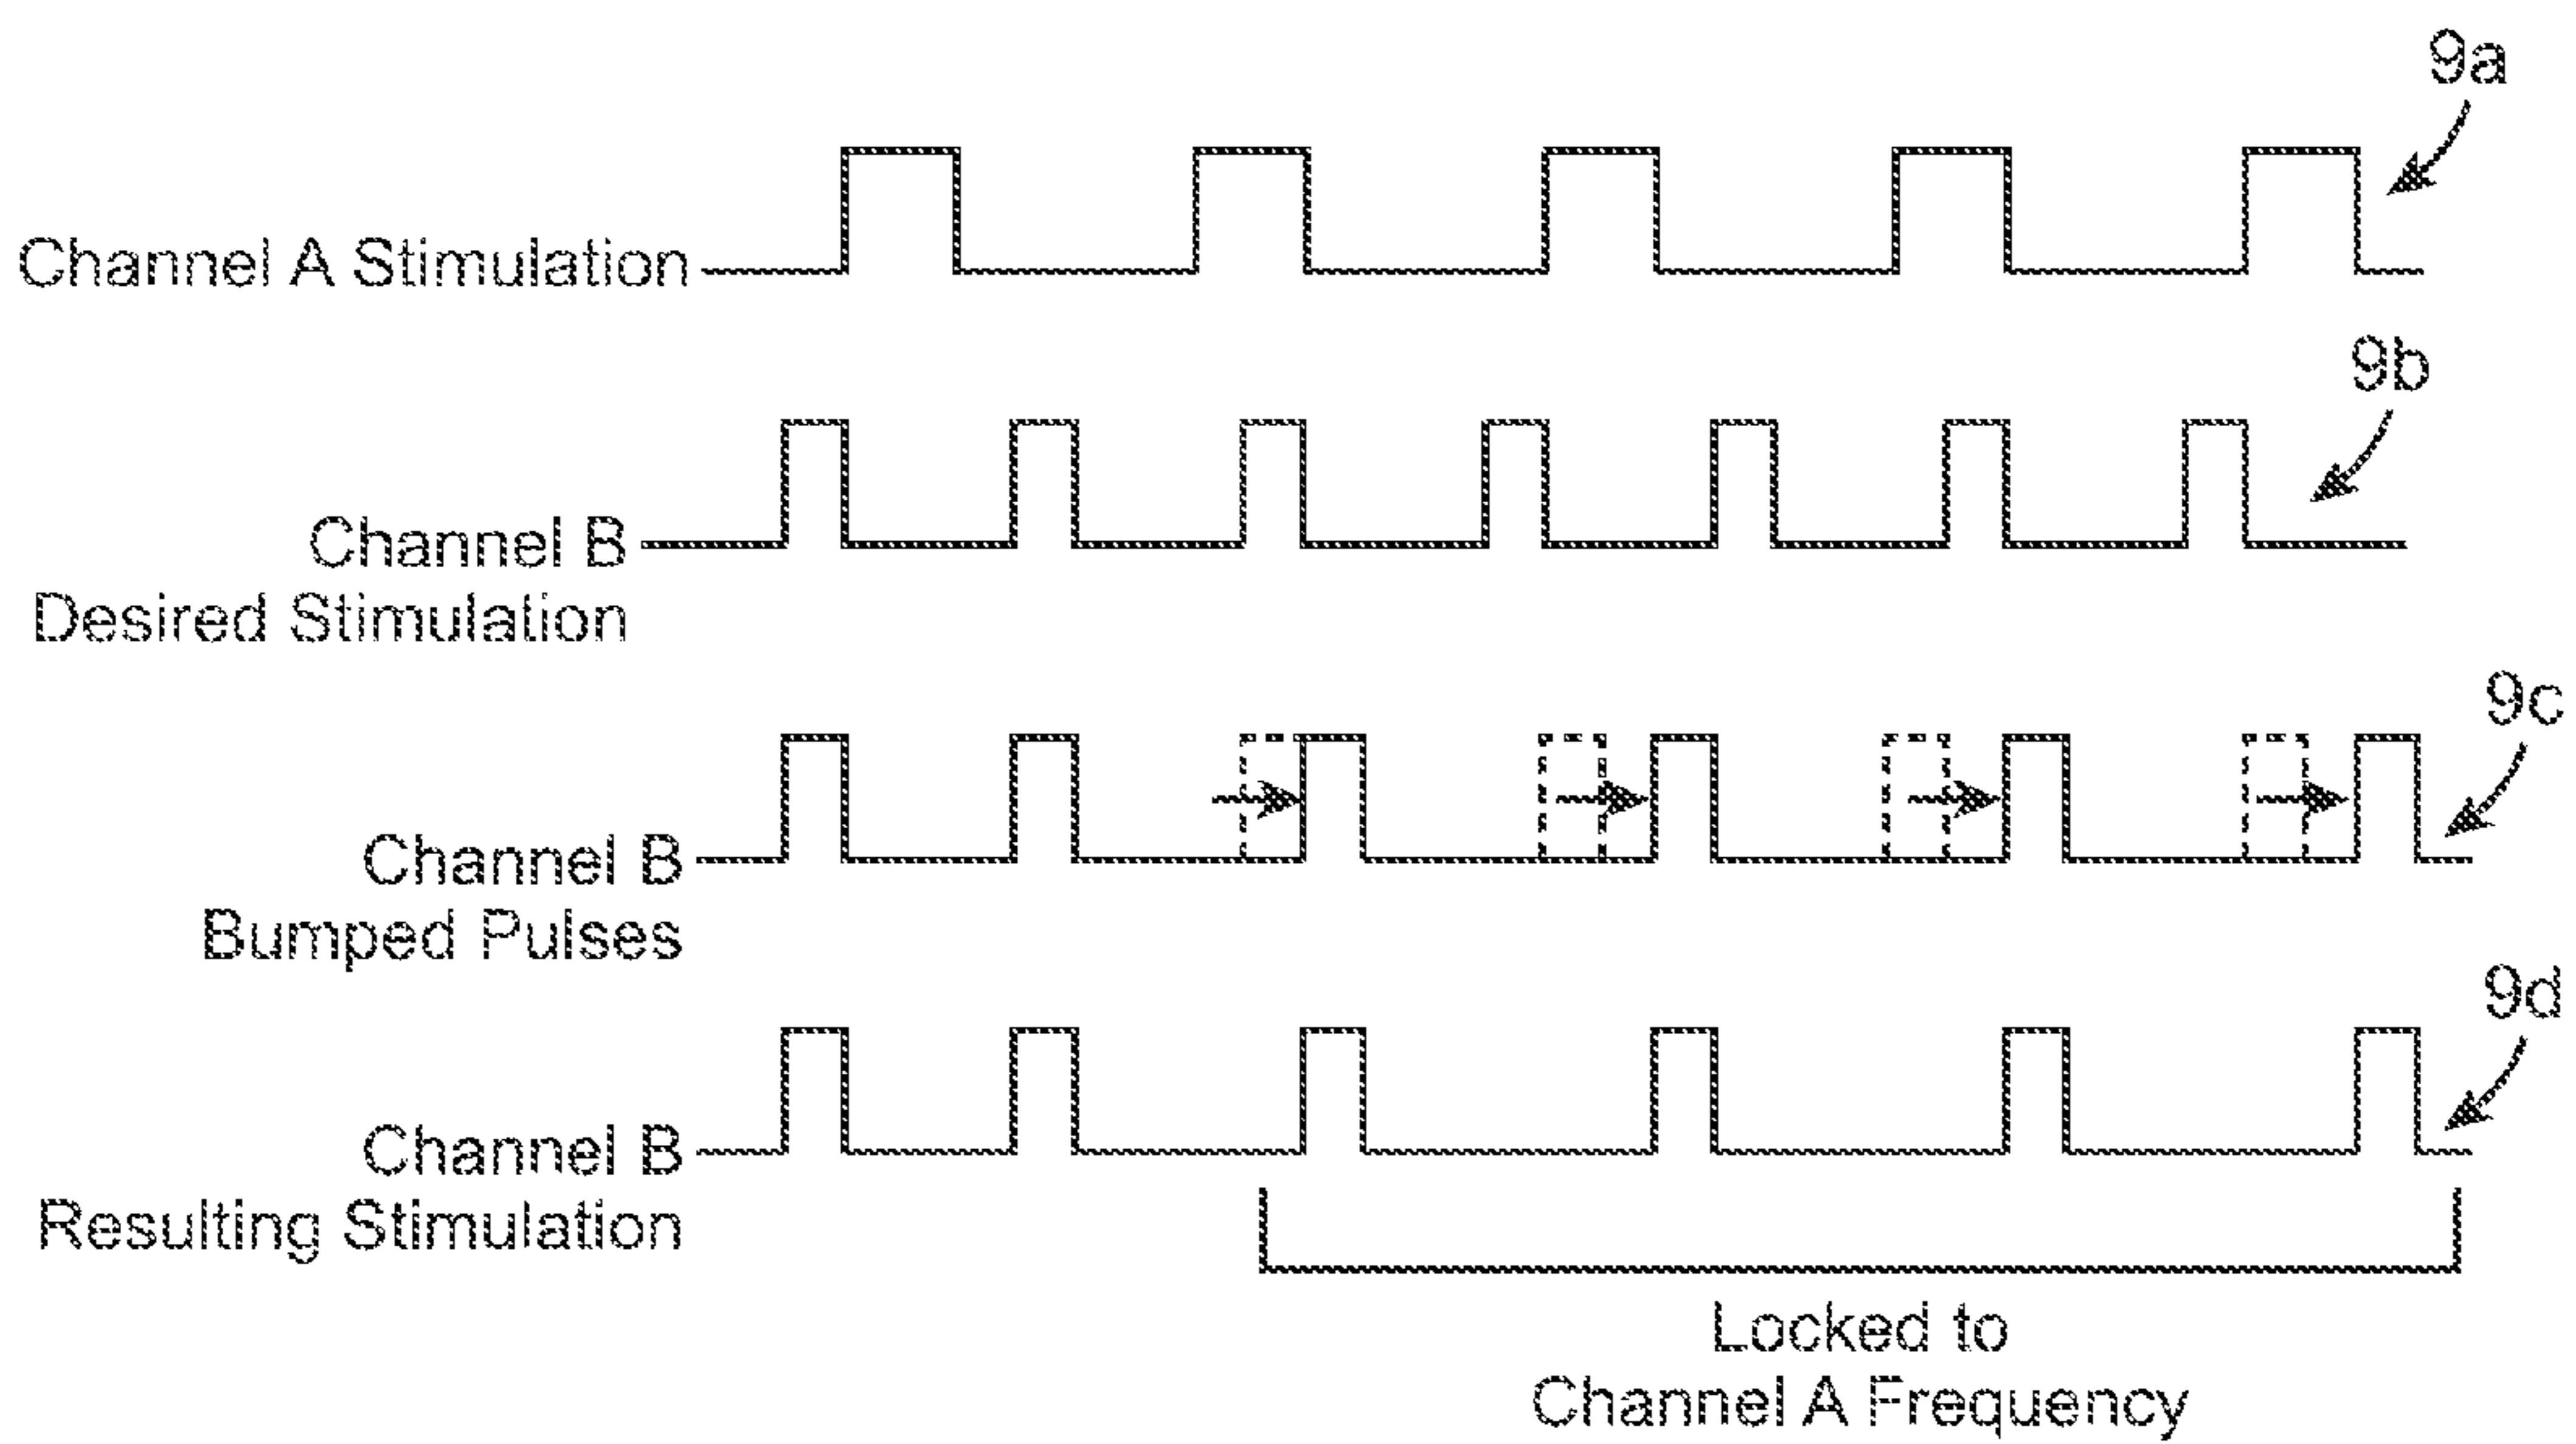 9a
Channel A Stimulation
9b
Channel B
Desired Stimulation
9c
Channel B
Bumped Pulses
9d
Channel B
Resulting Stimulation
Locked to
Channel A Frequency